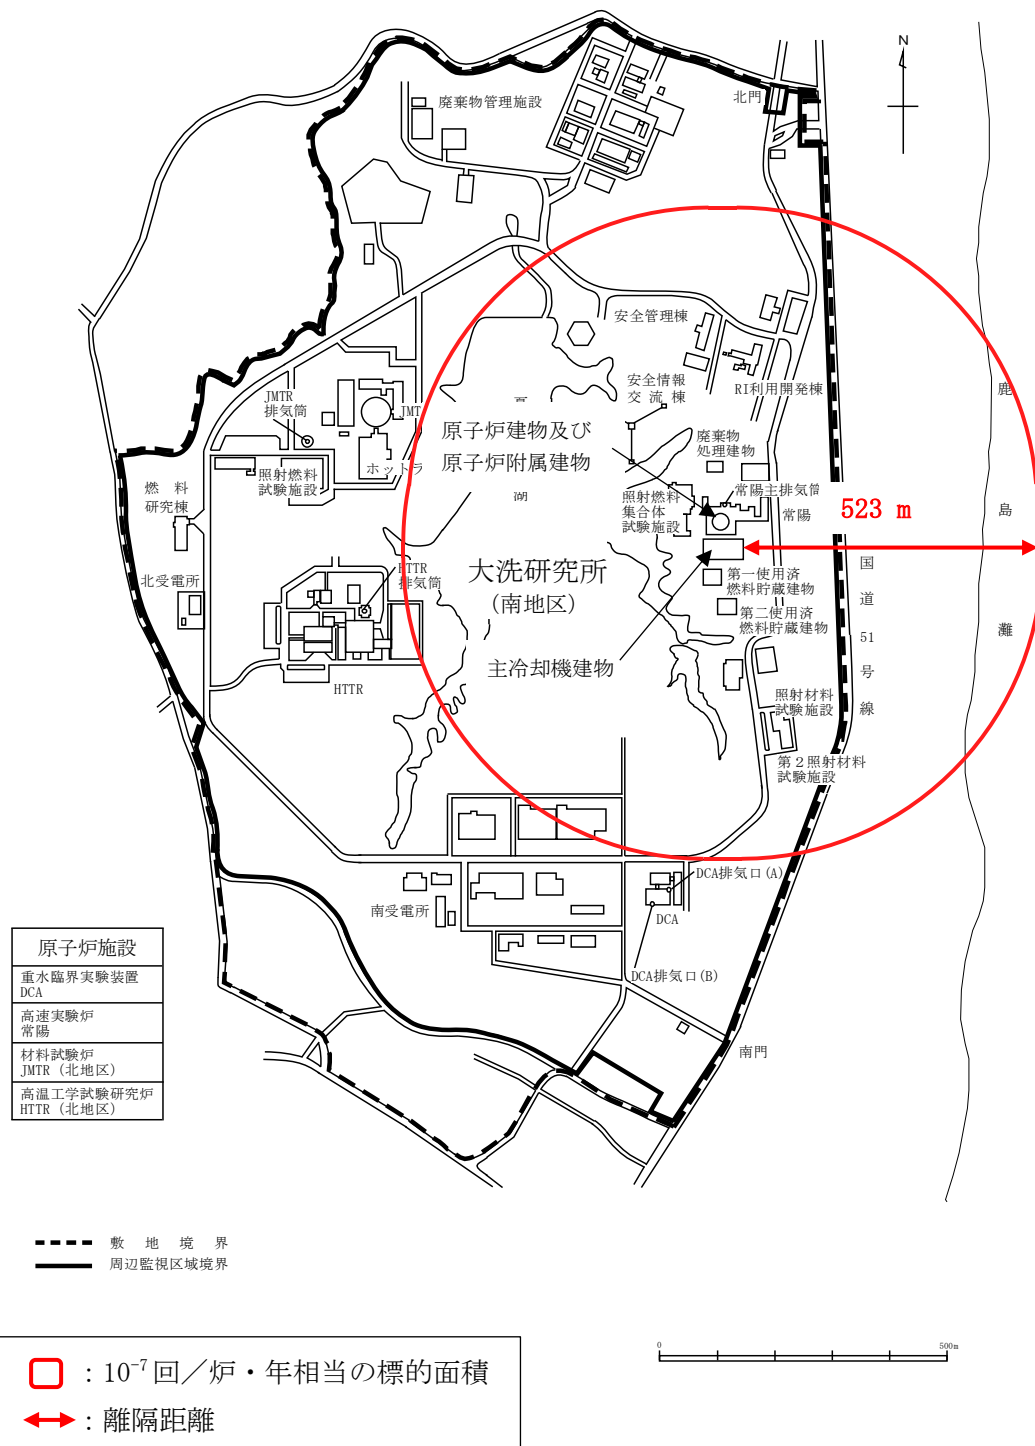 N
北門
廃棄物管理施設
安全管理棟
安全情報
交流棟
RI利用開発棟
鹿
島
灘
JMTR
排気筒
JMT
夏
湖
原子炉建物及び
原子炉附属建物
廃棄物
処理建物
ホットラ
照射燃料
試験施設
燃料
研究棟
照射燃料
集合体
試験施設
常陽主排気筒
常陽
523 m
国
道
51
号
線
大洗研究所
(南地区)
HTTR
排気筒
北受電所
第一使用済
燃料貯蔵建物
第二使用済
燃料貯蔵建物
主冷却機建物
HTTR
照射材料
試験施設
第2照射材料
試験施設
DCA排気口(A)
南受電所
DCA
DCA排気口(B)
南門
原子炉施設
重水臨界実験装置
DCA
高速実験炉
常陽
材料試験炉
JMTR (北地区)
高温工学試験研究炉
HTTR (北地区)
敷地境界
周辺監視区域境界
0 500m
：10⁻⁷回／炉・年相当の標的面積
：離隔距離